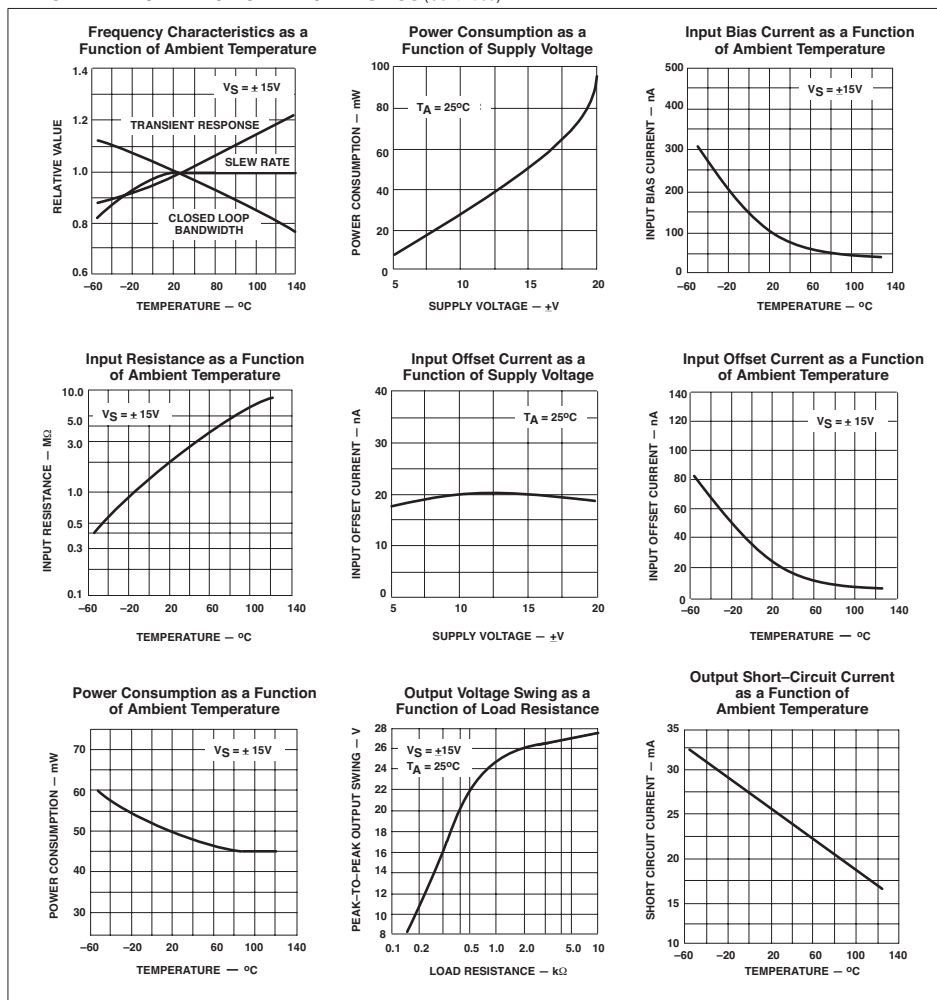 Frequency Characteristics as a
Function of Ambient Temperature
RELATIVE VALUE
1.4
1.2
1.0
0.8
0.6
VS = ± 15V
TRANSIENT RESPONSE
SLEW RATE
CLOSED LOOP
BANDWIDTH
–60 –20 20 60 100 140
TEMPERATURE — ºC
Power Consumption as a
Function of Supply Voltage
POWER CONSUMPTION — mW
100
80
60
40
20
0
TA = 25ºC
5 10 15 20
SUPPLY VOLTAGE — ±V
Input Bias Current as a Function
of Ambient Temperature
INPUT BIAS CURRENT — nA
500
400
300
200
100
0
VS = ±15V
–60 –20 20 60 100 140
TEMPERATURE — ºC
Input Resistance as a Function
of Ambient Temperature
INPUT RESISTANCE — MΩ
10.0
5.0
3.0
1.0
0.5
0.3
0.1
VS = ± 15V
–60 –20 20 60 100 140
TEMPERATURE — ºC
Input Offset Current as a
Function of Supply Voltage
INPUT OFFSET CURRENT — nA
40
30
20
10
0
TA = 25ºC
5 10 15 20
SUPPLY VOLTAGE — ±V
Input Offset Current as a Function
of Ambient Temperature
INPUT OFFSET CURRENT — nA
140
120
100
80
60
40
20
0
VS = ± 15V
–60 –20 20 60 100 140
TEMPERATURE — ºC
Power Consumption as a Function
of Ambient Temperature
POWER CONSUMPTION — mW
70
60
50
45
30
VS = ± 15V
–60 –20 20 60 100 140
TEMPERATURE — ºC
Output Voltage Swing as a
Function of Load Resistance
PEAK–TO–PEAK OUTPUT SWING — V
28
26
24
22
20
18
16
14
12
10
8
VS = ±15V
TA = 25ºC
0.1 0.2 0.5 1.0 2.0 5.0 10
LOAD RESISTANCE — kΩ
Output Short–Circuit Current
as a Function of
Ambient Temperature
SHORT CIRCUIT CURRENT — mA
35
30
25
20
15
10
–60 –20 20 60 100 140
TEMPERATURE — ºC